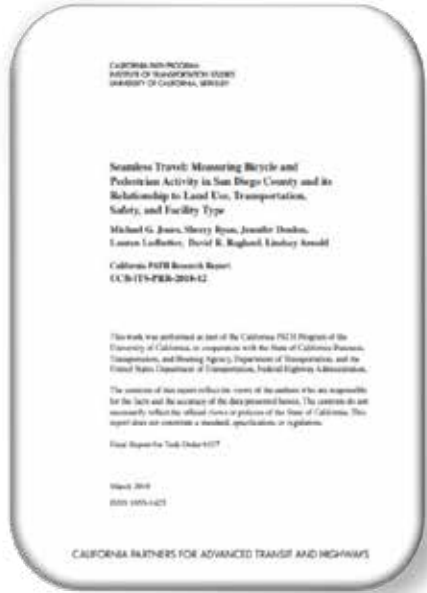 CALIFORNIA PATH PROGRAM
INSTITUTE OF TRANSPORTATION STUDIES
UNIVERSITY OF CALIFORNIA, BERKELEY
Seamless Travel: Measuring Bicycle and
Pedestrian Activity in San Diego County and its
Relationship to Land Use, Transportation,
Safety, and Facility Type
Michael G. Jones, Sherry Ryan, Jennifer Donlon,
Lauren Ledbetter, David R. Ragland, Lindsay Arnold
California PATH Research Report
UCB-ITS-PRR-2010-12
This work was performed as part of the California PATH Program of the
University of California, in cooperation with the State of California Business,
Transportation, and Housing Agency, Department of Transportation, and the
United States Department of Transportation, Federal Highway Administration.
The contents of this report reflect the views of the authors who are responsible
for the facts and the accuracy of the data presented herein. The contents do not
necessarily reflect the official views or policies of the State of California. This
report does not constitute a standard, specification, or regulation.
Final Report for Task Order
March 2010
ISSN 1055-1425
CALIFORNIA PARTNERS FOR ADVANCED TRANSIT AND HIGHWAYS